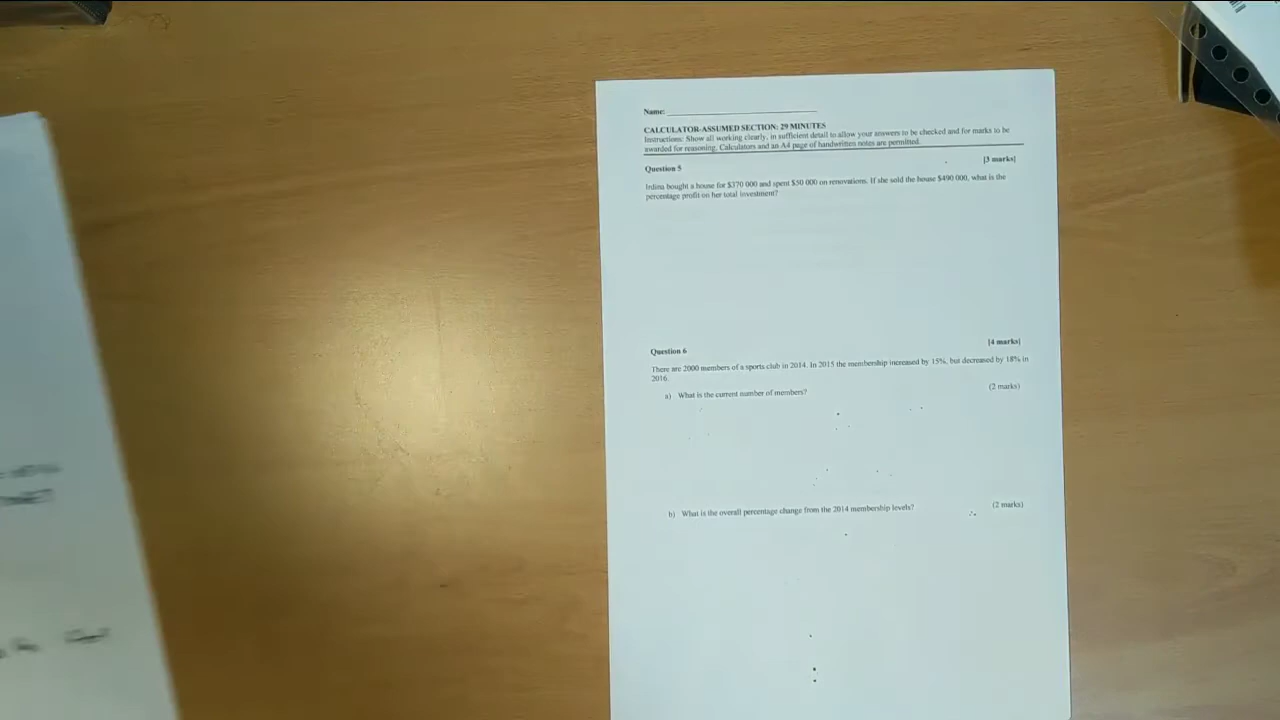 Name:
CALCULATOR-ASSUMED SECTION: 29 MINUTES
Instructions: Show all working clearly, in sufficient detail to allow your answers to be checked and for marks to be
awarded for reasoning. Calculators and an A4 page of handwritten notes are permitted.
Question 5 [3 marks]
bought a house for $370 000 and spent $50 000 on renovations. If she sold the house $490 000, what is the
percentage profit on her total investment?
Question 6 [4 marks]
There are 2000 members of a sports club in 2014. In 2015 the membership increased by 15%, but decreased by 18% in
2016.
a) What is the current number of members? (2 marks)
b) What is the overall percentage change from the 2014 membership levels? (2 marks)